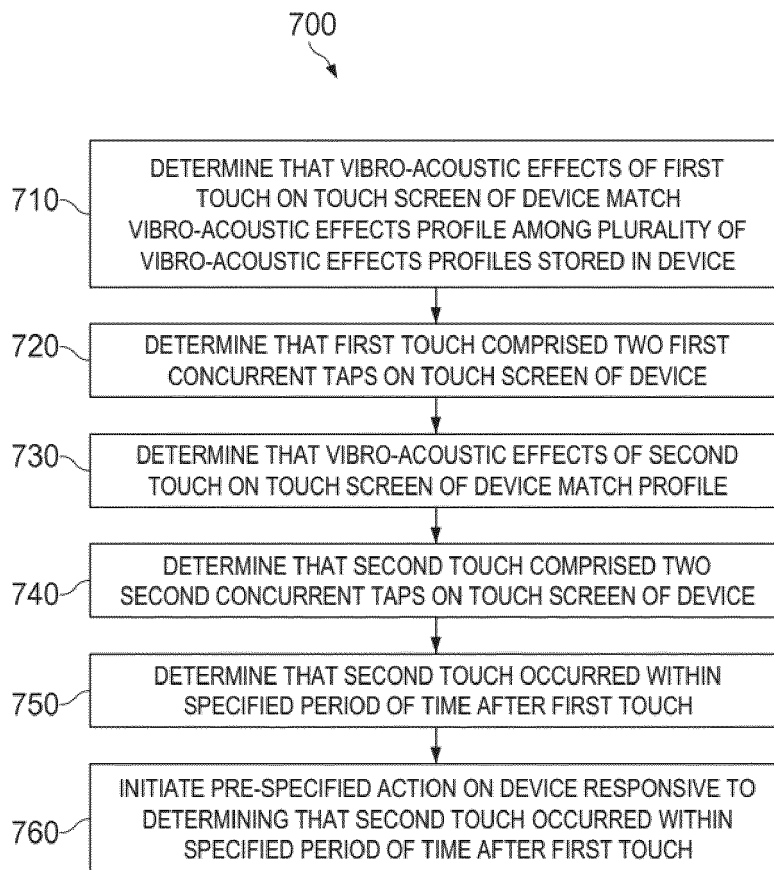 700
710
DETERMINE THAT VIBRO-ACOUSTIC EFFECTS OF FIRST
TOUCH ON TOUCH SCREEN OF DEVICE MATCH
VIBRO-ACOUSTIC EFFECTS PROFILE AMONG PLURALITY OF
VIBRO-ACOUSTIC EFFECTS PROFILES STORED IN DEVICE
720
DETERMINE THAT FIRST TOUCH COMPRISED TWO FIRST
CONCURRENT TAPS ON TOUCH SCREEN OF DEVICE
730
DETERMINE THAT VIBRO-ACOUSTIC EFFECTS OF SECOND
TOUCH ON TOUCH SCREEN OF DEVICE MATCH PROFILE
740
DETERMINE THAT SECOND TOUCH COMPRISED TWO
SECOND CONCURRENT TAPS ON TOUCH SCREEN OF DEVICE
750
DETERMINE THAT SECOND TOUCH OCCURRED WITHIN
SPECIFIED PERIOD OF TIME AFTER FIRST TOUCH
760
INITIATE PRE-SPECIFIED ACTION ON DEVICE RESPONSIVE TO
DETERMINING THAT SECOND TOUCH OCCURRED WITHIN
SPECIFIED PERIOD OF TIME AFTER FIRST TOUCH